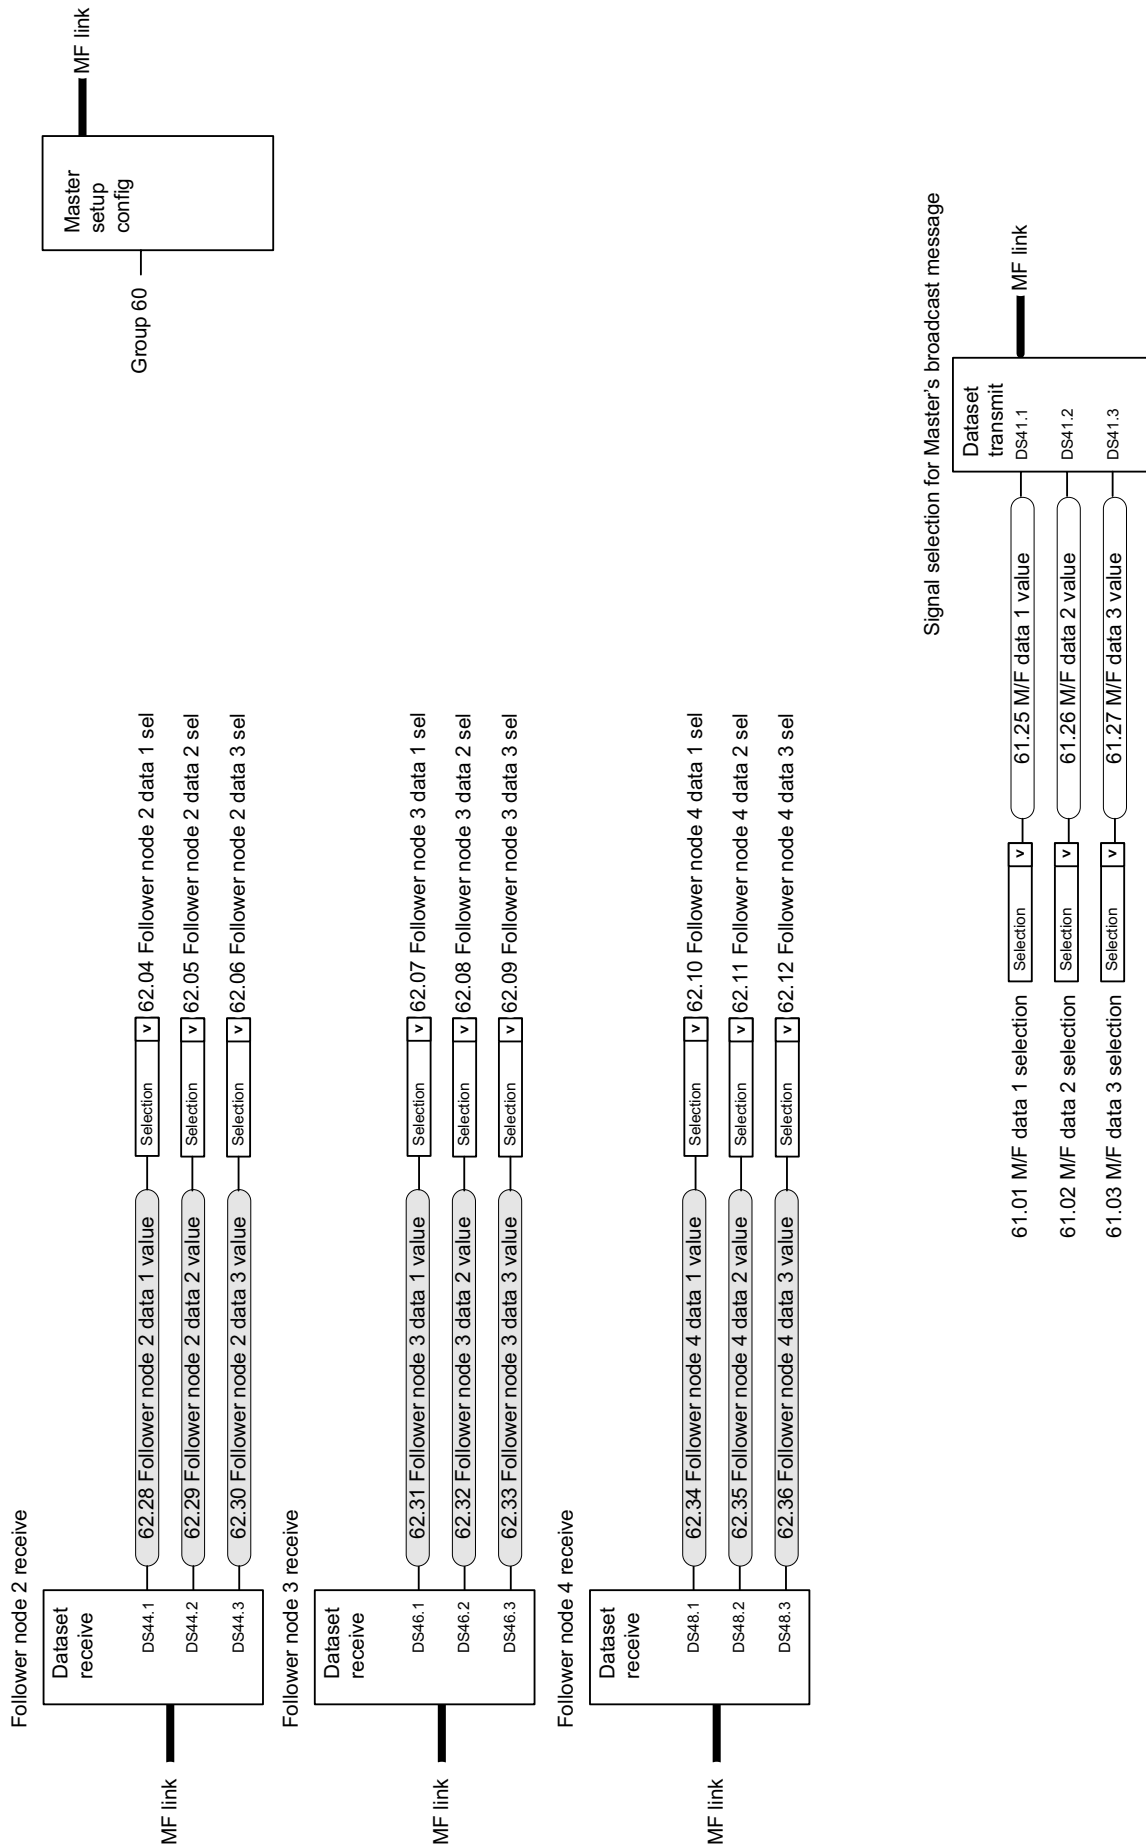 Follower node 2 receive
MF link
Dataset
receive
DS44.1
62.28 Follower node 2 data 1 value
Selection
v
62.04 Follower node 2 data 1 sel
DS44.2
62.29 Follower node 2 data 2 value
Selection
v
62.05 Follower node 2 data 2 sel
DS44.3
62.30 Follower node 2 data 3 value
Selection
v
62.06 Follower node 2 data 3 sel
Group 60
Master
setup
config
MF link
Follower node 3 receive
MF link
Dataset
receive
DS46.1
62.31 Follower node 3 data 1 value
Selection
v
62.07 Follower node 3 data 1 sel
DS46.2
62.32 Follower node 3 data 2 value
Selection
v
62.08 Follower node 3 data 2 sel
DS46.3
62.33 Follower node 3 data 3 value
Selection
v
62.09 Follower node 3 data 3 sel
Follower node 4 receive
MF link
Dataset
receive
DS48.1
62.34 Follower node 4 data 1 value
Selection
v
62.10 Follower node 4 data 1 sel
DS48.2
62.35 Follower node 4 data 2 value
Selection
v
62.11 Follower node 4 data 2 sel
DS48.3
62.36 Follower node 4 data 3 value
Selection
v
62.12 Follower node 4 data 3 sel
Signal selection for Master's broadcast message
Dataset
transmit
61.01 M/F data 1 selection
Selection
v
61.25 M/F data 1 value
DS41.1
MF link
61.02 M/F data 2 selection
Selection
v
61.26 M/F data 2 value
DS41.2
61.03 M/F data 3 selection
Selection
v
61.27 M/F data 3 value
DS41.3